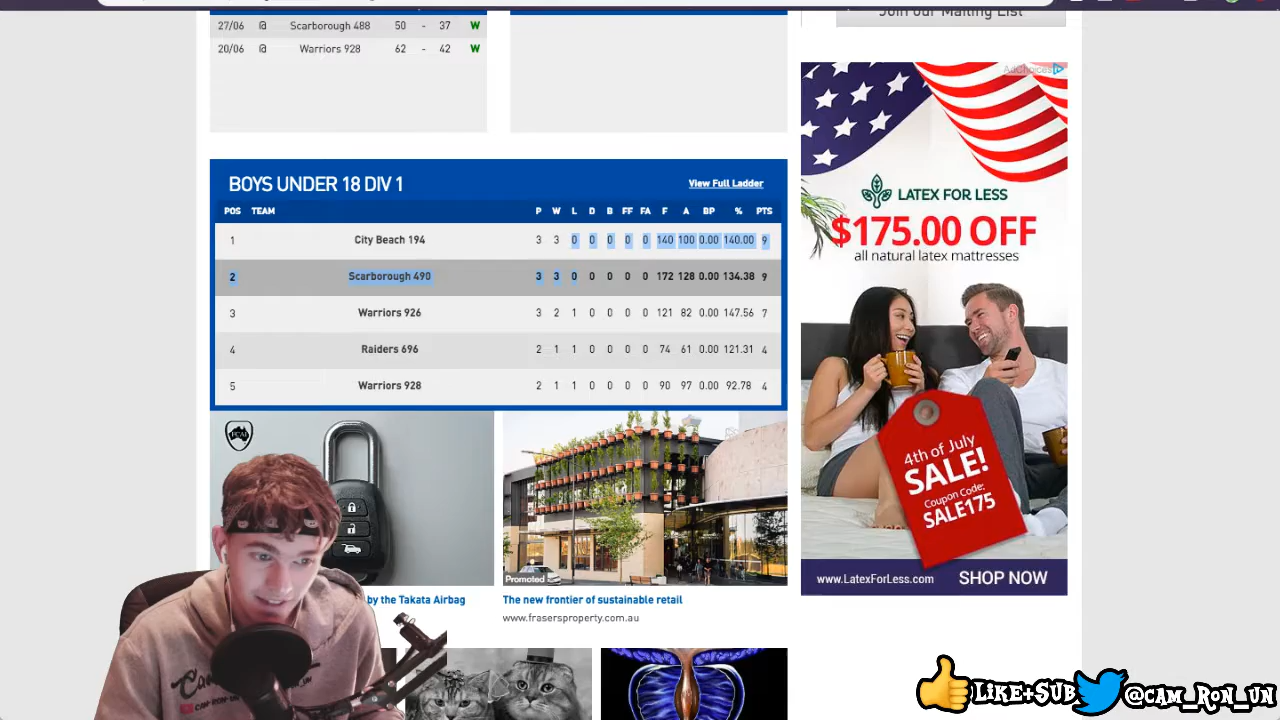 Join our Mailing List
27/06 @ Scarborough 488 50 - 37 W
20/06 @ Warriors 928 62 - 42 W
AdChoices
BOYS UNDER 18 DIV 1
View Full Ladder
POS TEAM P W L D B FF FA F A BP % PTS
1 City Beach 194 3 3 0 0 0 0 0 140 100 0.00 140.00 9
2 Scarborough 490 3 3 0 0 0 0 0 172 128 0.00 134.38 9
3 Warriors 926 3 2 1 0 0 0 0 121 82 0.00 147.56 7
4 Raiders 696 2 1 1 0 0 0 0 74 61 0.00 121.31 4
5 Warriors 928 2 1 1 0 0 0 0 90 97 0.00 92.78 4
LATEX FOR LESS
$175.00 OFF
all natural latex mattresses
4th of July
SALE!
Coupon Code:
SALE175
www.LatexForLess.com SHOP NOW
Promoted
by the Takata Airbag
The new frontier of sustainable retail
www.frasersproperty.com.au
LiKE+SUB @CAM_RON_UN